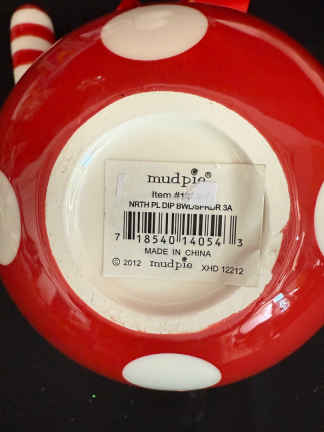 mudpie®
Item #
NRTH PL DIP BWL/SPRDR 3A
7 18540 14054 3
MADE IN CHINA
© 2012 mudpie XHD 12212